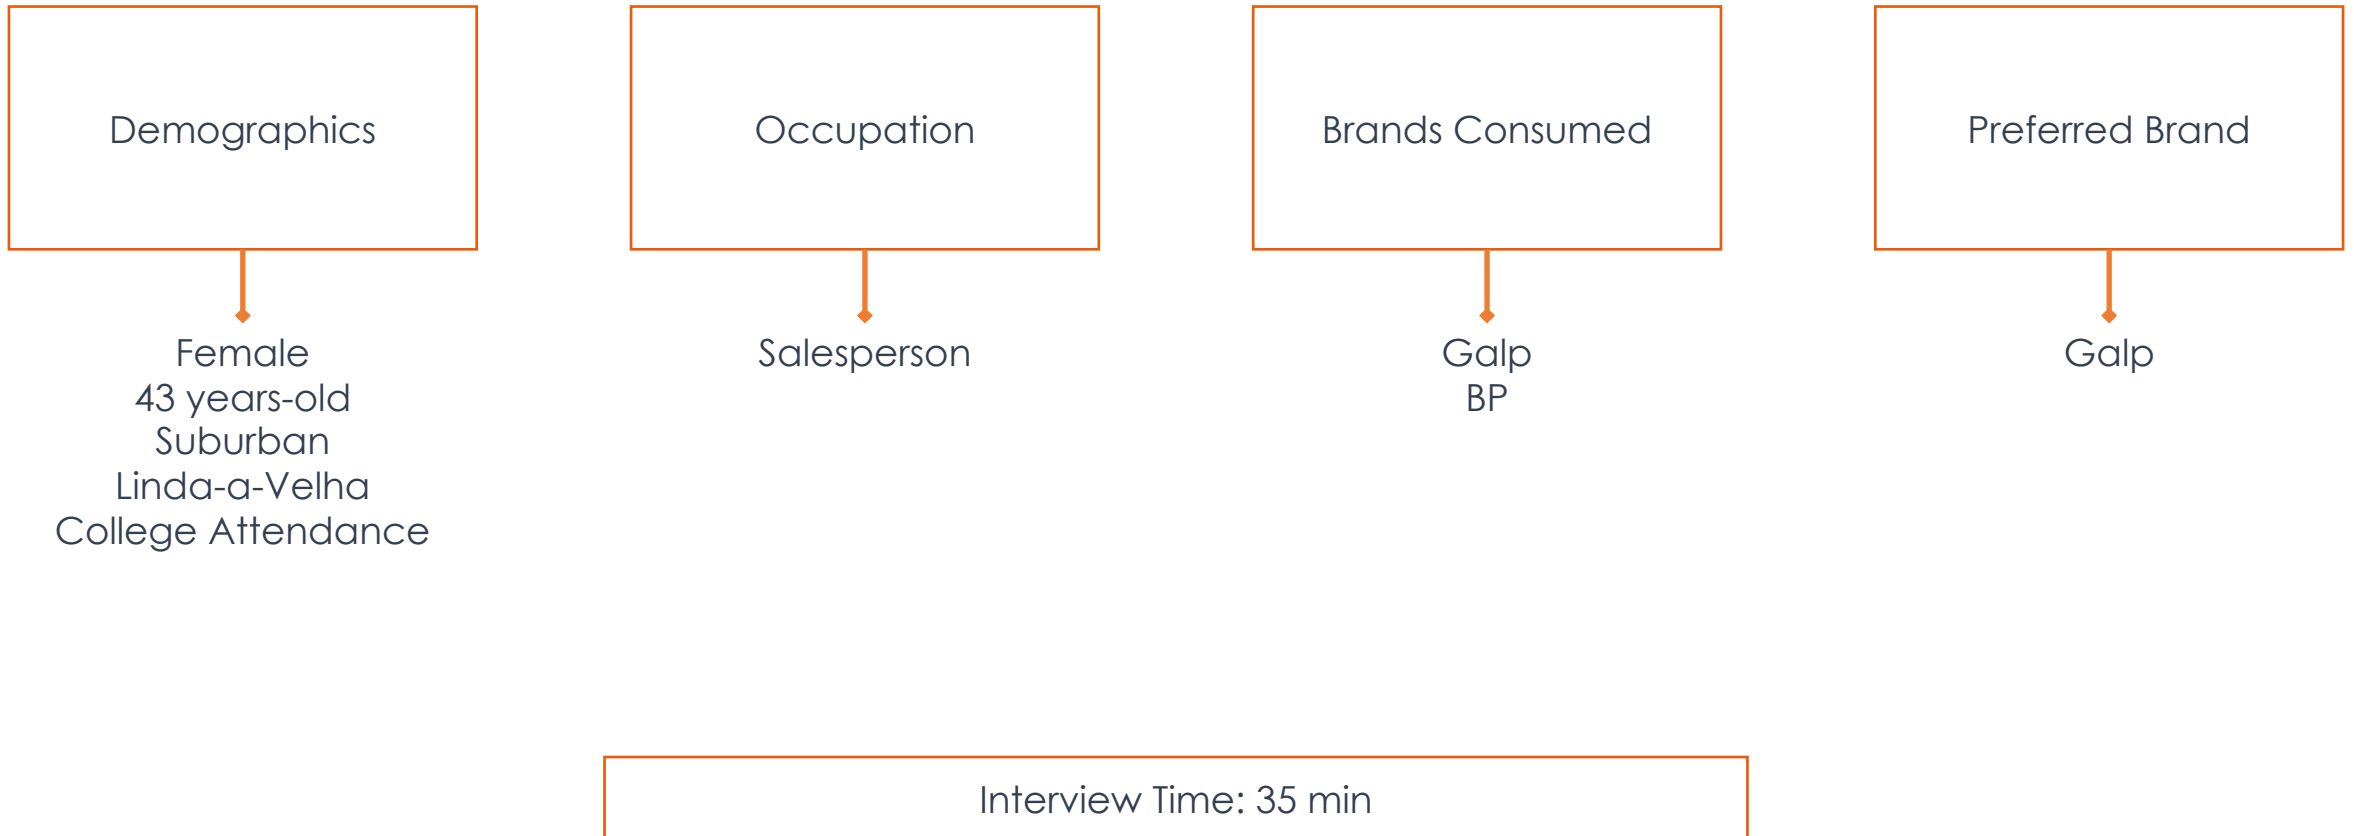 Demographics
Occupation
Brands Consumed
Preferred Brand
Female
43 years-old
Suburban
Linda-a-Velha
College Attendance
Salesperson
Galp
BP
Galp
Interview Time: 35 min